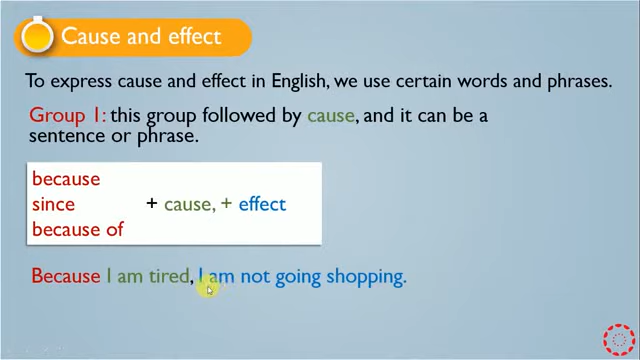 Cause and effect
To express cause and effect in English, we use certain words and phrases.
Group 1: this group followed by cause, and it can be a
sentence or phrase.
because
since + cause, + effect
because of
Because I am tired, I am not going shopping.